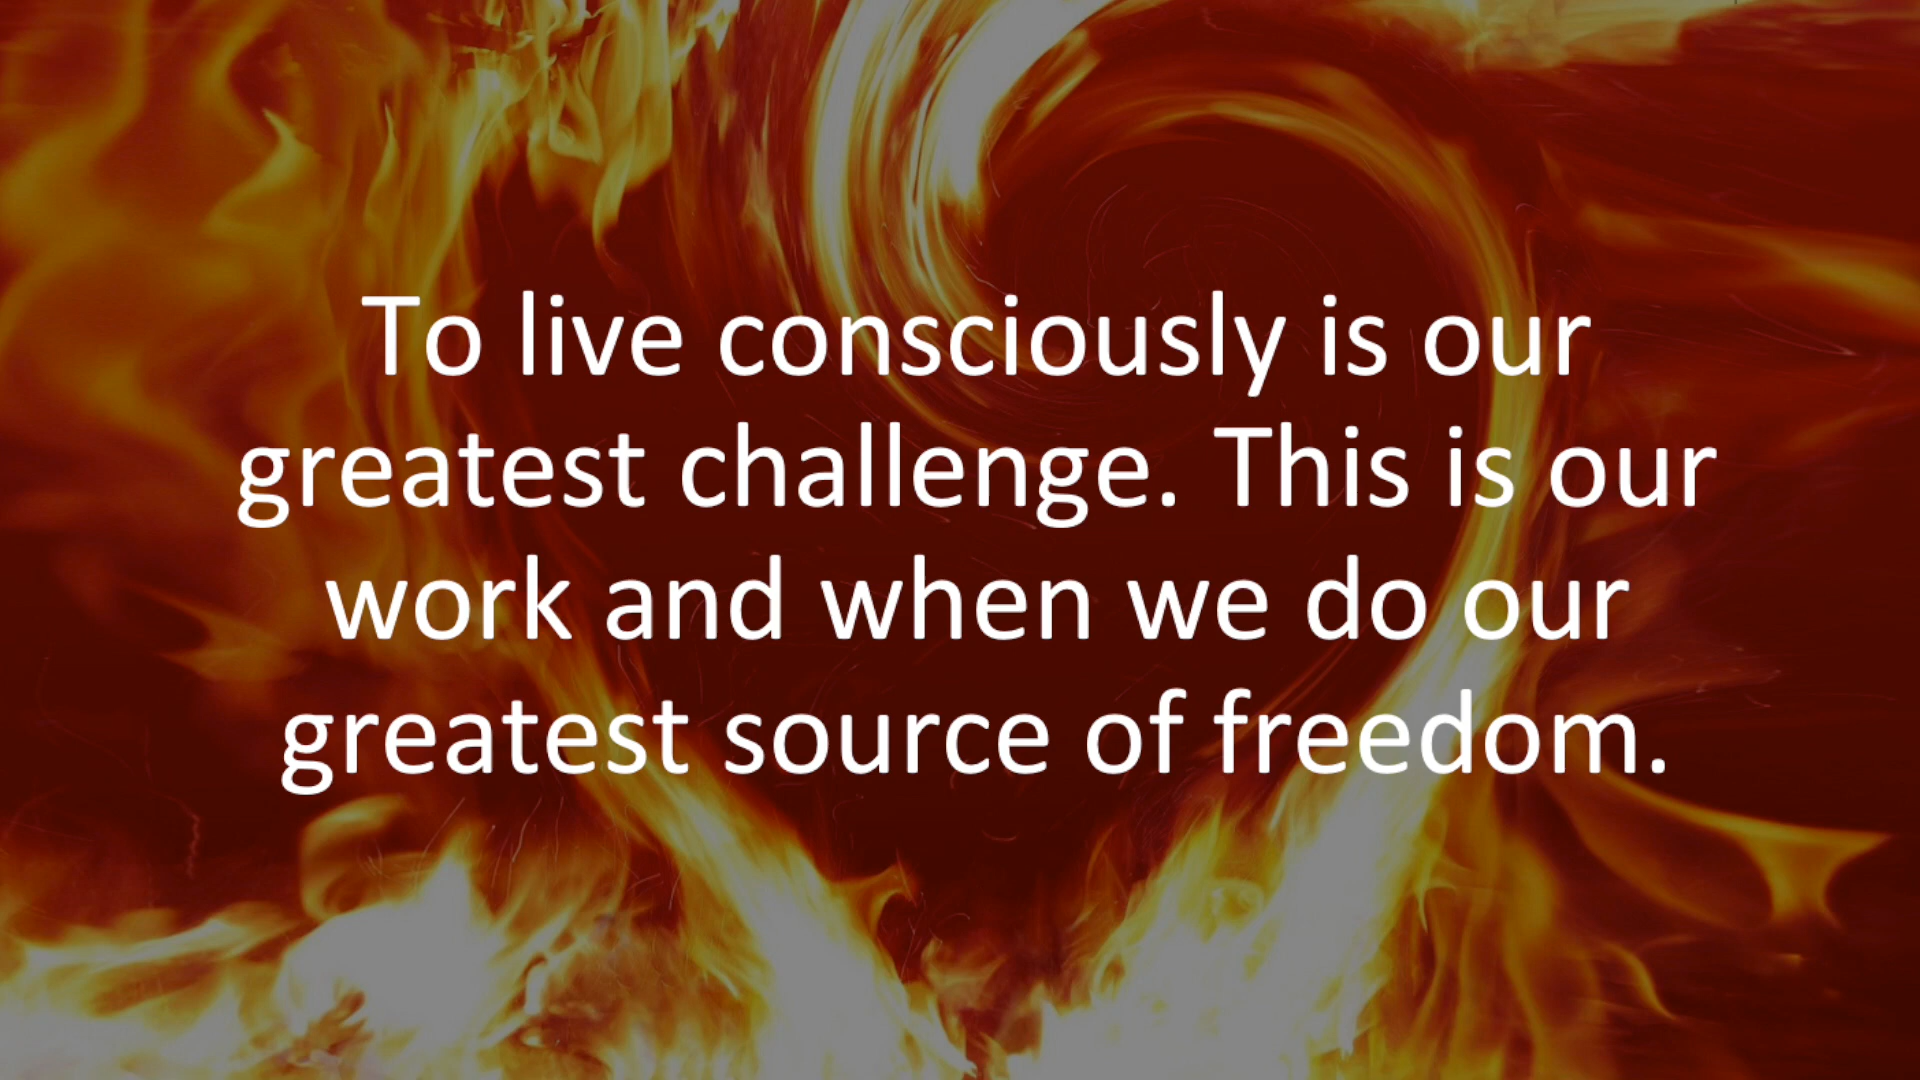 To live consciously is our
greatest challenge. This is our
work and when we do our
greatest source of freedom.